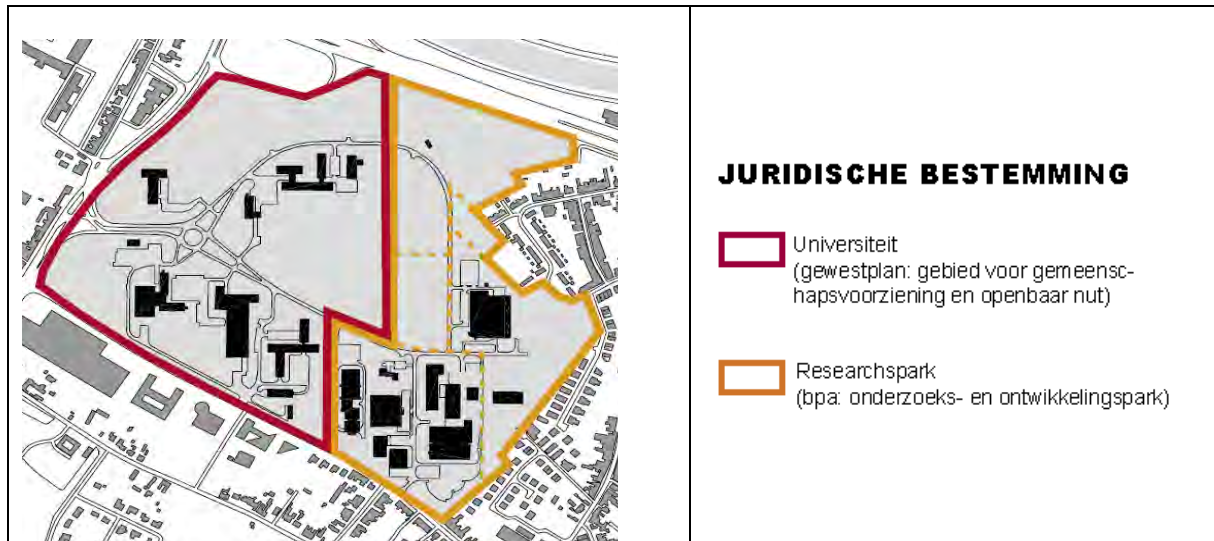 JURIDISCHE BESTEMMING
Universiteit
(gewestplan: gebied voor gemeensc-
hapsvoorziening en openbaar nut)
Researchspark
(bpa: onderzoeks- en ontwikkelingspark)